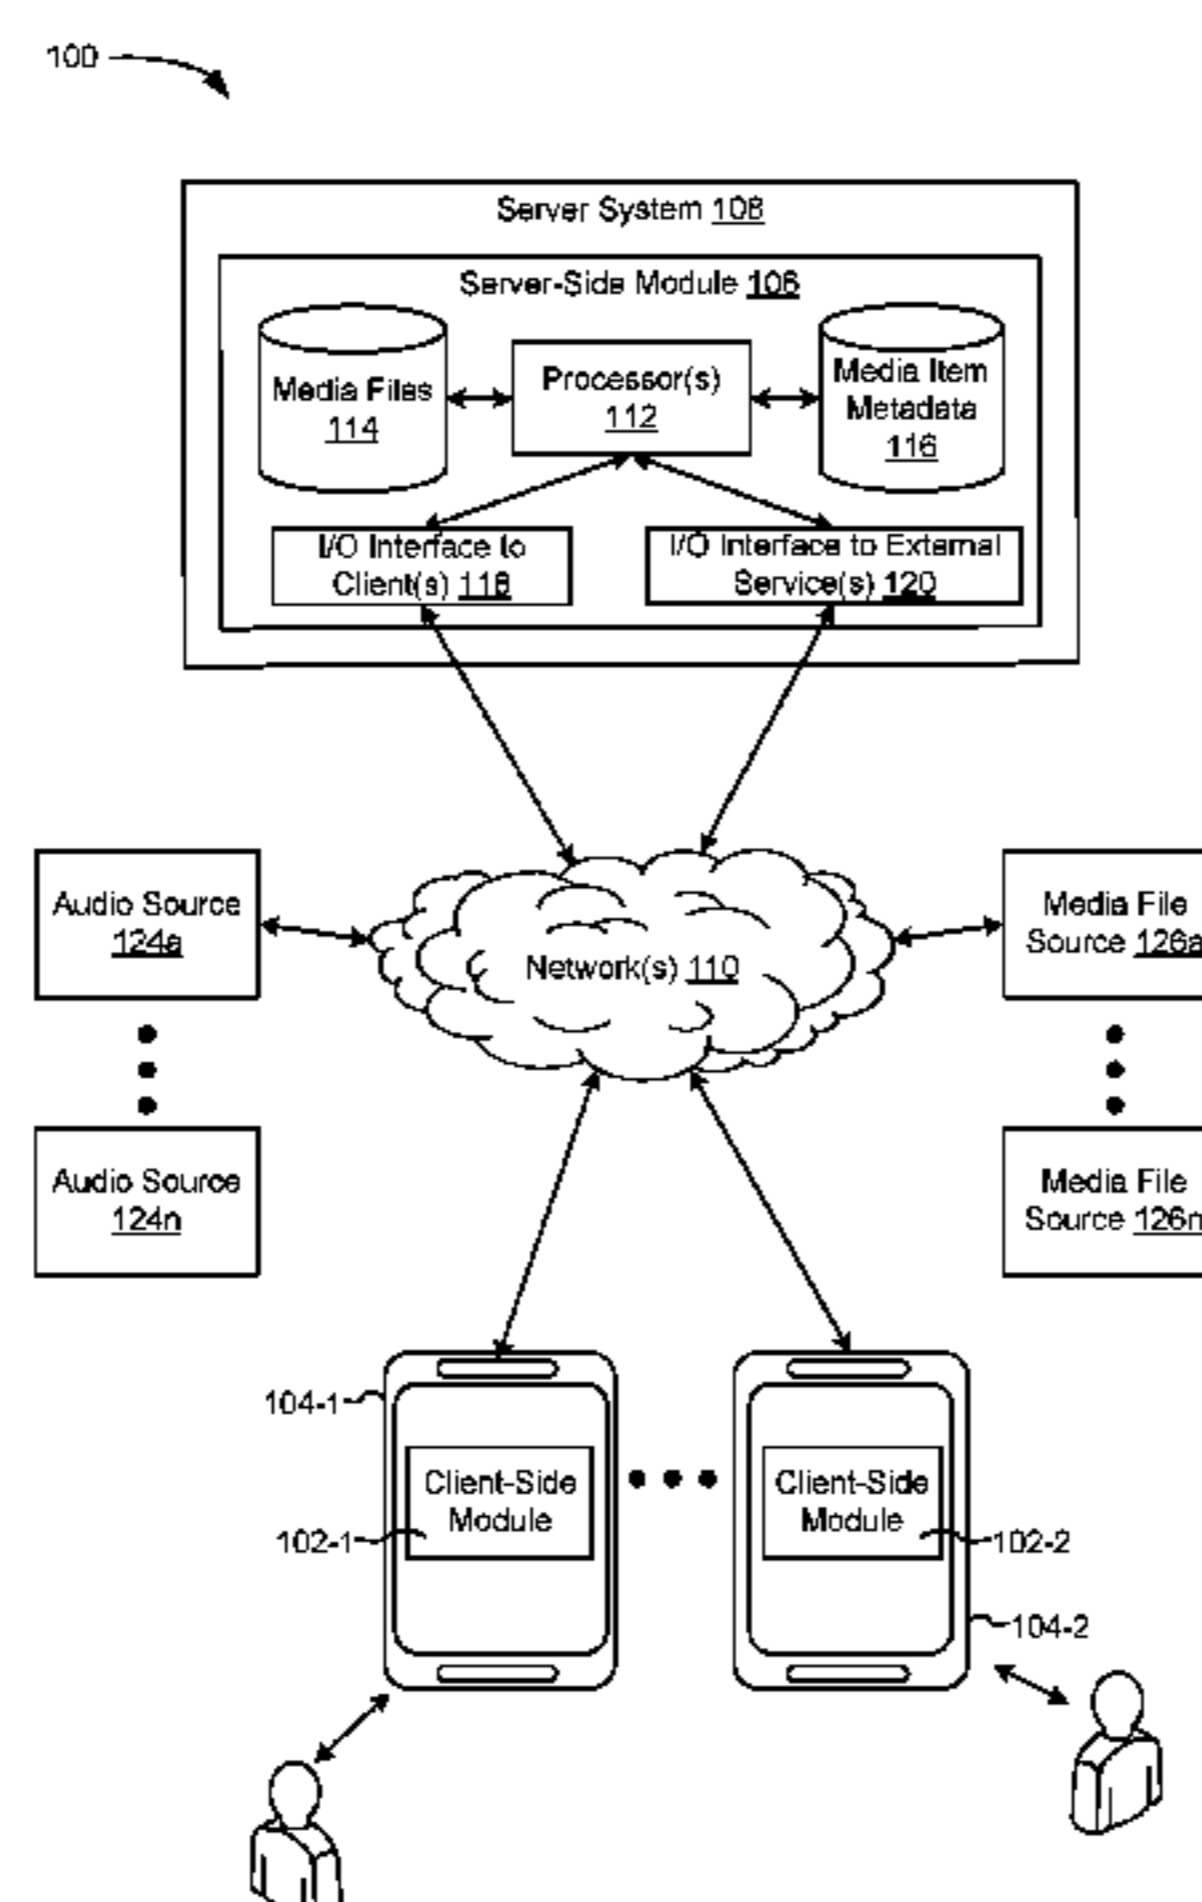 100
Server System 108
Server-Side Module 106
Media Files
114
Processor(s)
112
Media Item
Metadata
116
I/O Interface to
Client(s) 118
I/O Interface to External
Service(s) 120
Audio Source
124a
Network(s) 110
Media File
Source 126a
Audio Source
124n
Media File
Source 126n
104-1
Client-Side
Module
102-1
Client-Side
Module
102-2
104-2